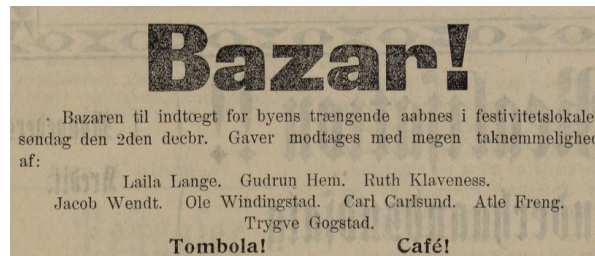 Bazar!
Bazaren til indtœgt for byens trængende aabnes i festivitetslokale
søndag den 2den decbr. Gaver modtages med megen taknemmelighed
af:
Laila Lange. Gudrun Hem. Ruth Klaveness.
Jacob Wendt. Ole Windingstad. Carl Carlsund. Atle Freng.
Trygve Gogstad.
Tombola! Café!